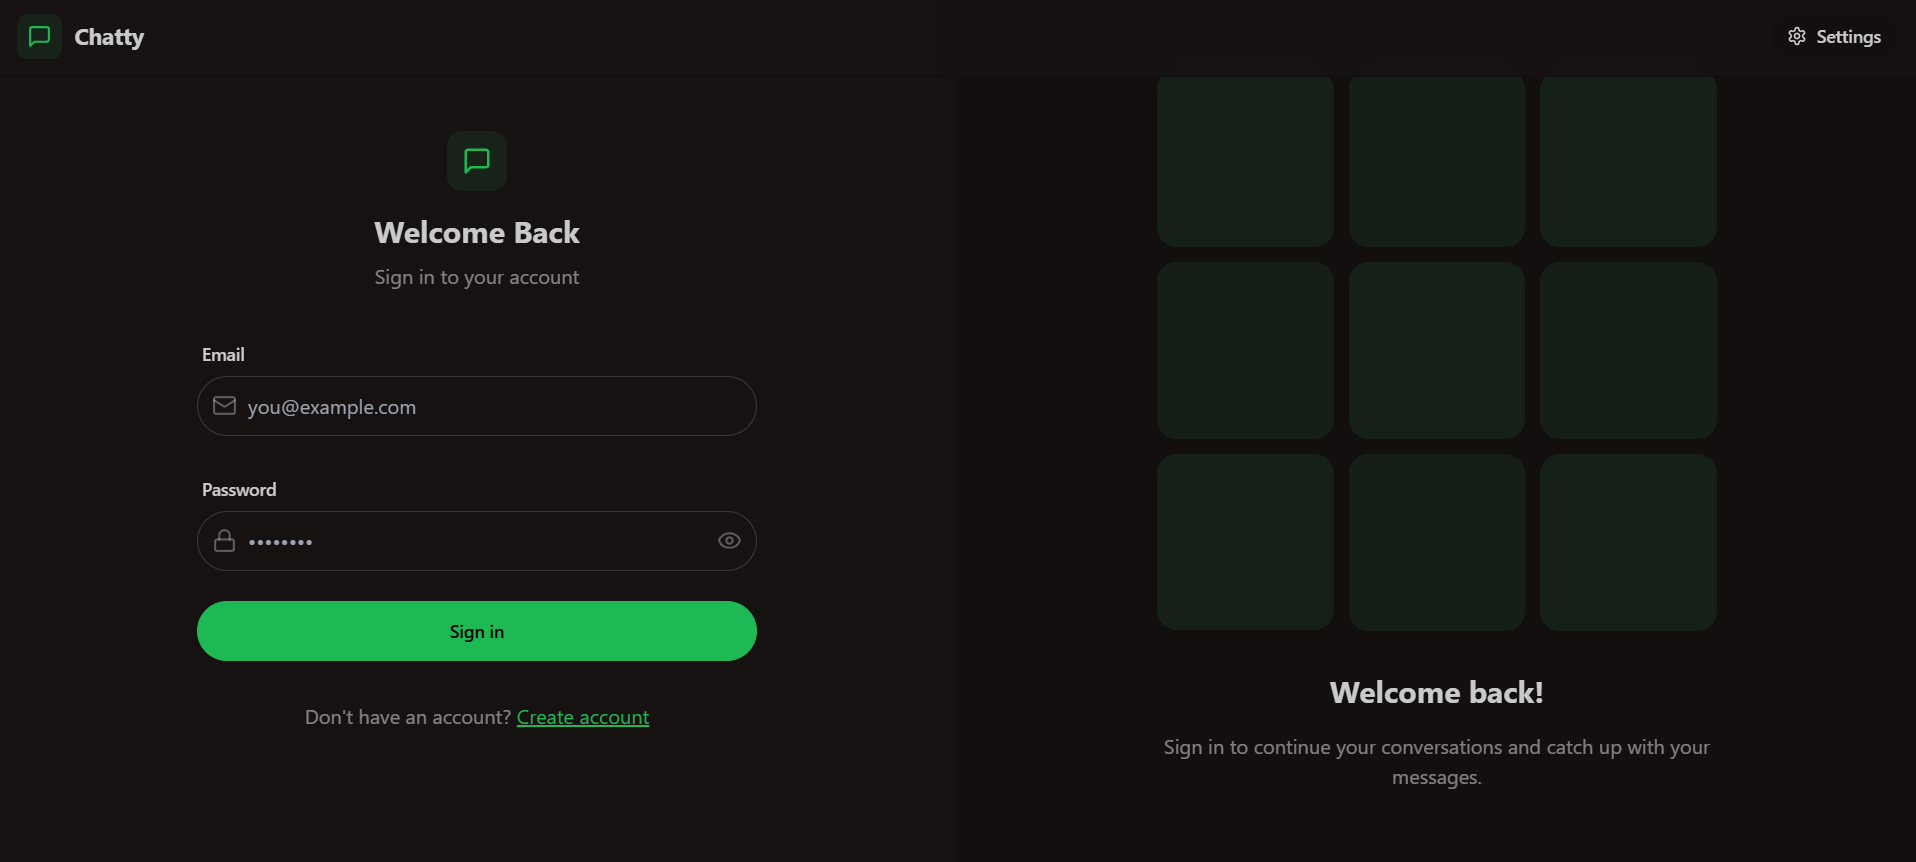 Chatty
Settings
Welcome Back
Sign in to your account
Email
you@example.com
Password
••••••••
Sign in
Don't have an account? Create account
Welcome back!
Sign in to continue your conversations and catch up with your
messages.